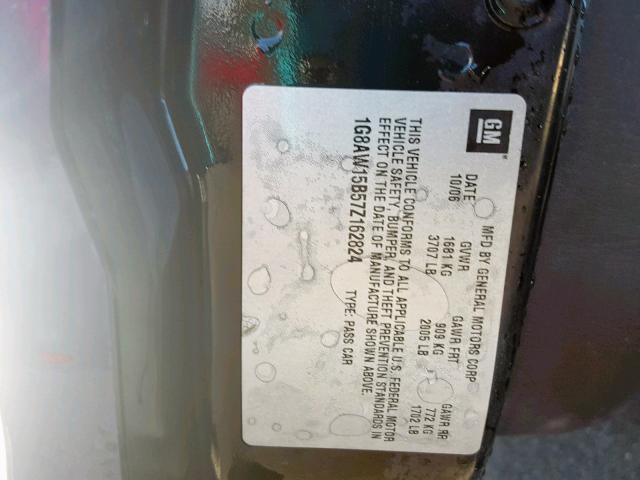 GM
MFD BY GENERAL MOTORS CORP
DATE GVWR GAWR FRT GAWR RR
10/06 1681 KG 909 KG 772 KG
3707 LB 2005 LB 1702 LB
THIS VEHICLE CONFORMS TO ALL APPLICABLE U.S. FEDERAL MOTOR
VEHICLE SAFETY, BUMPER, AND THEFT PREVENTION STANDARDS IN
EFFECT ON THE DATE OF MANUFACTURE SHOWN ABOVE.
1G8AW15B57Z162824 TYPE: PASS CAR